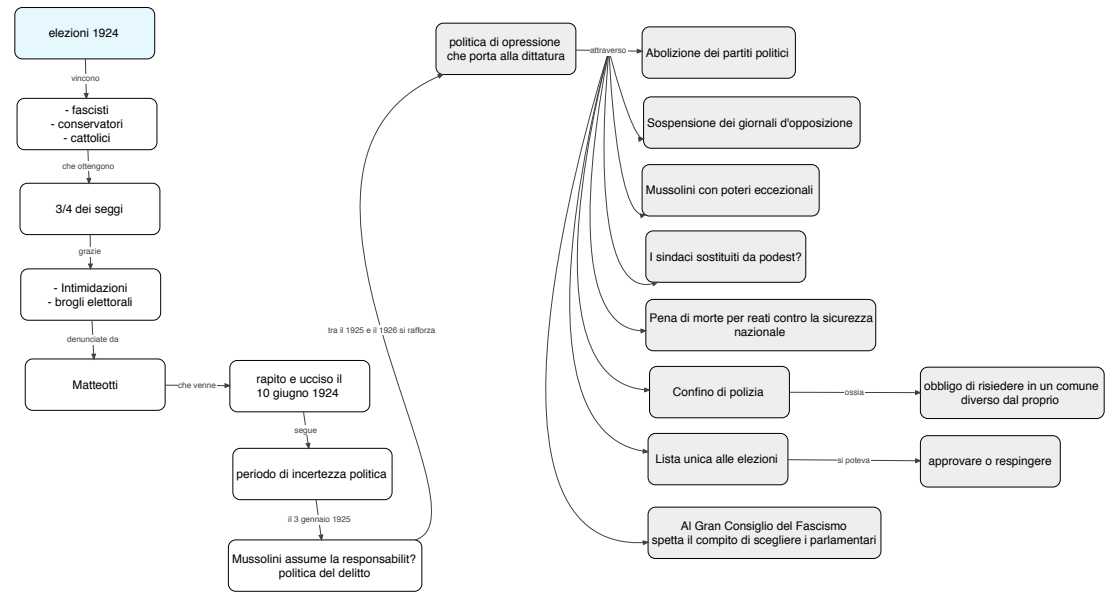 elezioni 1924
vincono
- fascisti
- conservatori
- cattolici
che ottengono
3/4 dei seggi
grazie
- Intimidazioni
- brogli elettorali
denunciate da
Matteotti
che venne
rapito e ucciso il
10 giugno 1924
segue
periodo di incertezza politica
il 3 gennaio 1925
Mussolini assume la responsabilit?
politica del delitto
tra il 1925 e il 1926 si rafforza
politica di opressione
che porta alla dittatura
attraverso
Abolizione dei partiti politici
Sospensione dei giornali d'opposizione
Mussolini con poteri eccezionali
I sindaci sostituiti da podest?
Pena di morte per reati contro la sicurezza
nazionale
Confino di polizia
ossia
obbligo di risiedere in un comune
diverso dal proprio
Lista unica alle elezioni
si poteva
approvare o respingere
Al Gran Consiglio del Fascismo
spetta il compito di scegliere i parlamentari